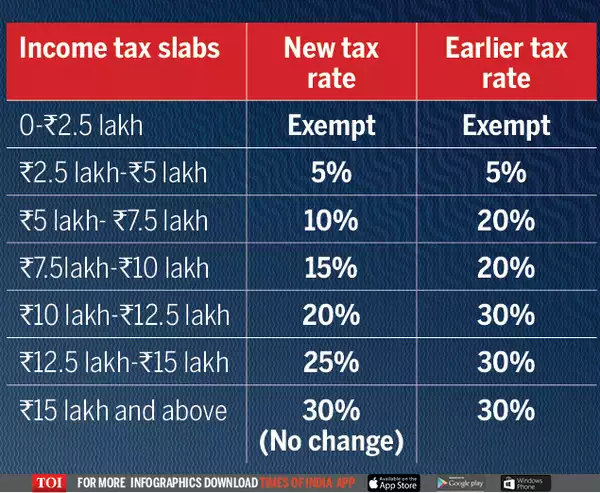 Income tax slabs New tax rate Earlier tax rate
0-₹2.5 lakh Exempt Exempt
₹2.5 lakh-₹5 lakh 5% 5%
₹5 lakh- ₹7.5 lakh 10% 20%
₹7.5lakh-₹10 lakh 15% 20%
₹10 lakh-₹12.5 lakh 20% 30%
₹12.5 lakh-₹15 lakh 25% 30%
₹15 lakh and above 30% (No change) 30%
TOI FOR MORE INFOGRAPHICS DOWNLOAD TIMES OF INDIA APP Available on the App Store Google play Windows Phone